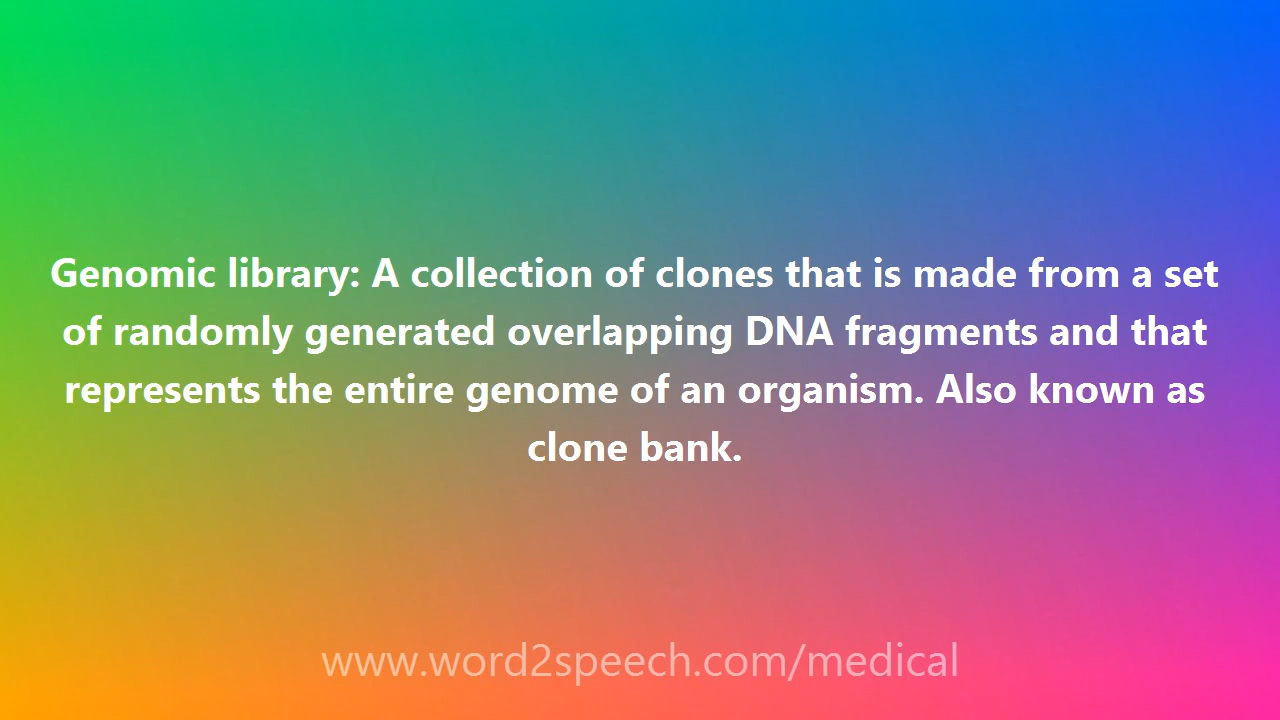 Genomic library: A collection of clones that is made from a set
of randomly generated overlapping DNA fragments and that
represents the entire genome of an organism. Also known as
clone bank.
www.word2speech.com/medical